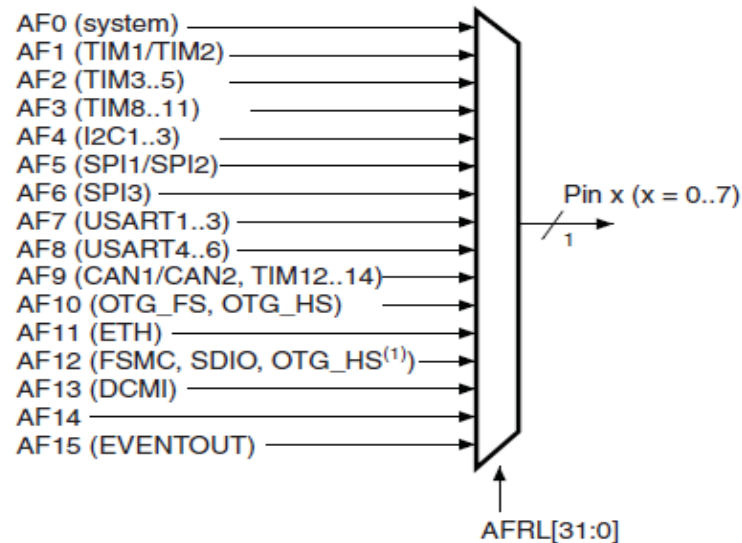 AF0 (system)
AF1 (TIM1/TIM2)
AF2 (TIM3..5)
AF3 (TIM8..11)
AF4 (I2C1..3)
AF5 (SPI1/SPI2)
AF6 (SPI3)
AF7 (USART1..3)
AF8 (USART4..6)
AF9 (CAN1/CAN2, TIM12..14)
AF10 (OTG_FS, OTG_HS)
AF11 (ETH)
AF12 (FSMC, SDIO, OTG_HS(1))
AF13 (DCMI)
AF14
AF15 (EVENTOUT)
Pin x (x = 0..7)
1
AFRL[31:0]